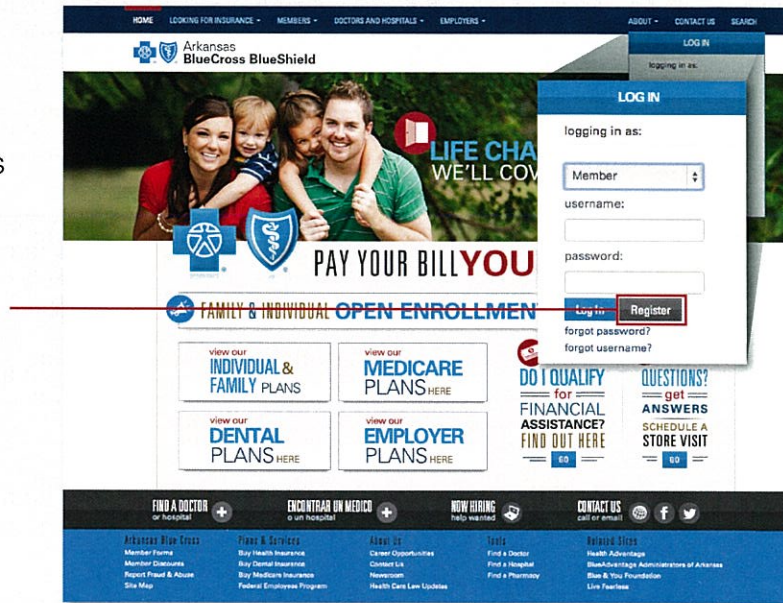 HOME LOOKING FOR INSURANCE MEMBERS DOCTORS AND HOSPITALS EMPLOYERS ABOUT CONTACT US SEARCH
Arkansas
BlueCross BlueShield
LOG IN
logging in as:
s
LIFE CHA
WE'LL COV
LOG IN
logging in as:
Member
username:
password:
Log In Register
forgot password?
forgot username?
PAY YOUR BILL YOU
FAMILY & INDIVIDUAL OPEN ENROLLMEN
view our
INDIVIDUAL &
FAMILY PLANS
view our
MEDICARE
PLANS HERE
view our
DENTAL
PLANS HERE
view our
EMPLOYER
PLANS HERE
DO I QUALIFY
for
FINANCIAL
ASSISTANCE?
FIND OUT HERE
GO
QUESTIONS?
get
ANSWERS
SCHEDULE A
STORE VISIT
GO
FIND A DOCTOR
or hospital
ENCONTRAR UN MEDICO
o un hospital
NOW HIRING
help wanted
CONTACT US
call or email
Arkansas Blue Cross
Member Forms
Member Discounts
Report Fraud & Abuse
Site Map
Plans & Services
Buy Health Insurance
Buy Dental Insurance
Buy Medicare Insurance
Federal Employees Program
About Us
Career Opportunities
Contact Us
Newsroom
Health Care Law Updates
Tools
Find a Doctor
Find a Hospital
Find a Pharmacy
Related Sites
Health Advantage
BlueAdvantage Administrators of Arkansas
Blue & You Foundation
Live Fearless